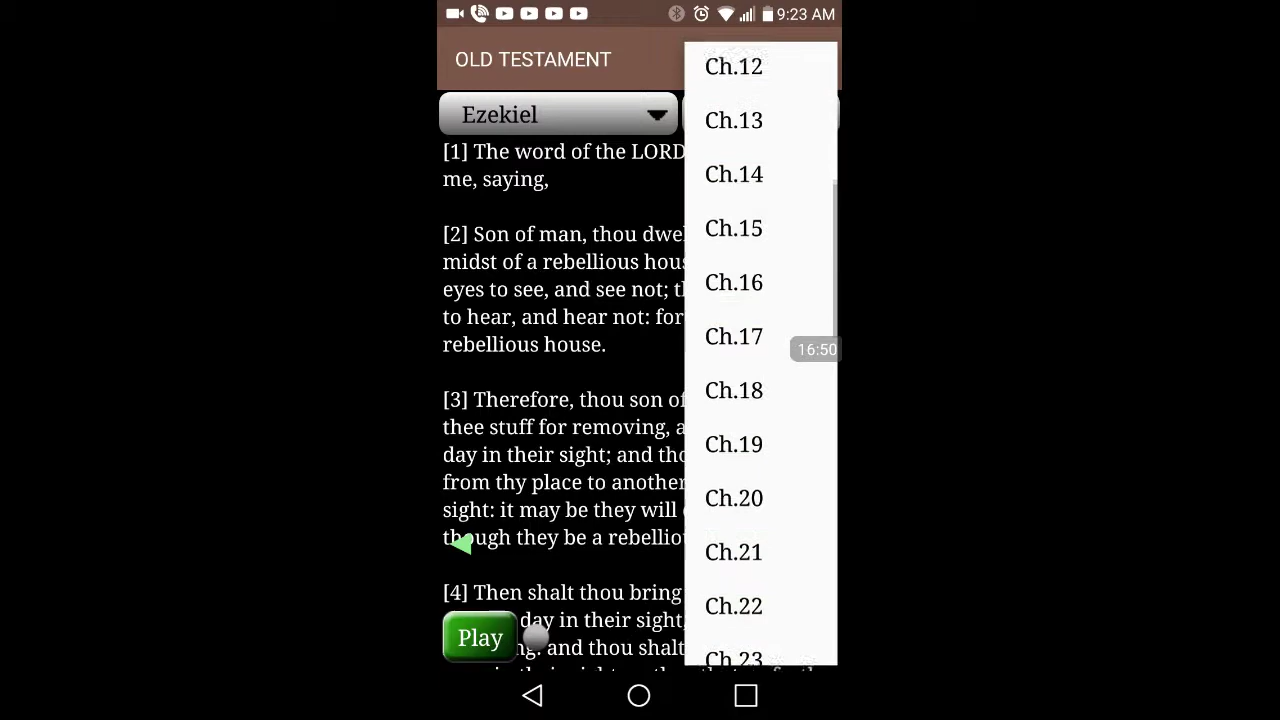 9:23 AM
OLD TESTAMENT
Ezekiel
[1] The word of the LORD
me, saying,
[2] Son of man, thou
midst of a rebellious
eyes to see, and see not;
to hear, and hear not: for
rebellious house.
[3] Therefore, thou son of
thee stuff for removing,
day in their sight; and
from thy place to another
sight: it may be they will
though they be a
[4] Then shalt thou bring
day in their sight,
and thou shalt
Play
Ch.12
Ch.13
Ch.14
Ch.15
Ch.16
Ch.17
16:50
Ch.18
Ch.19
Ch.20
Ch.21
Ch.22
Ch.23